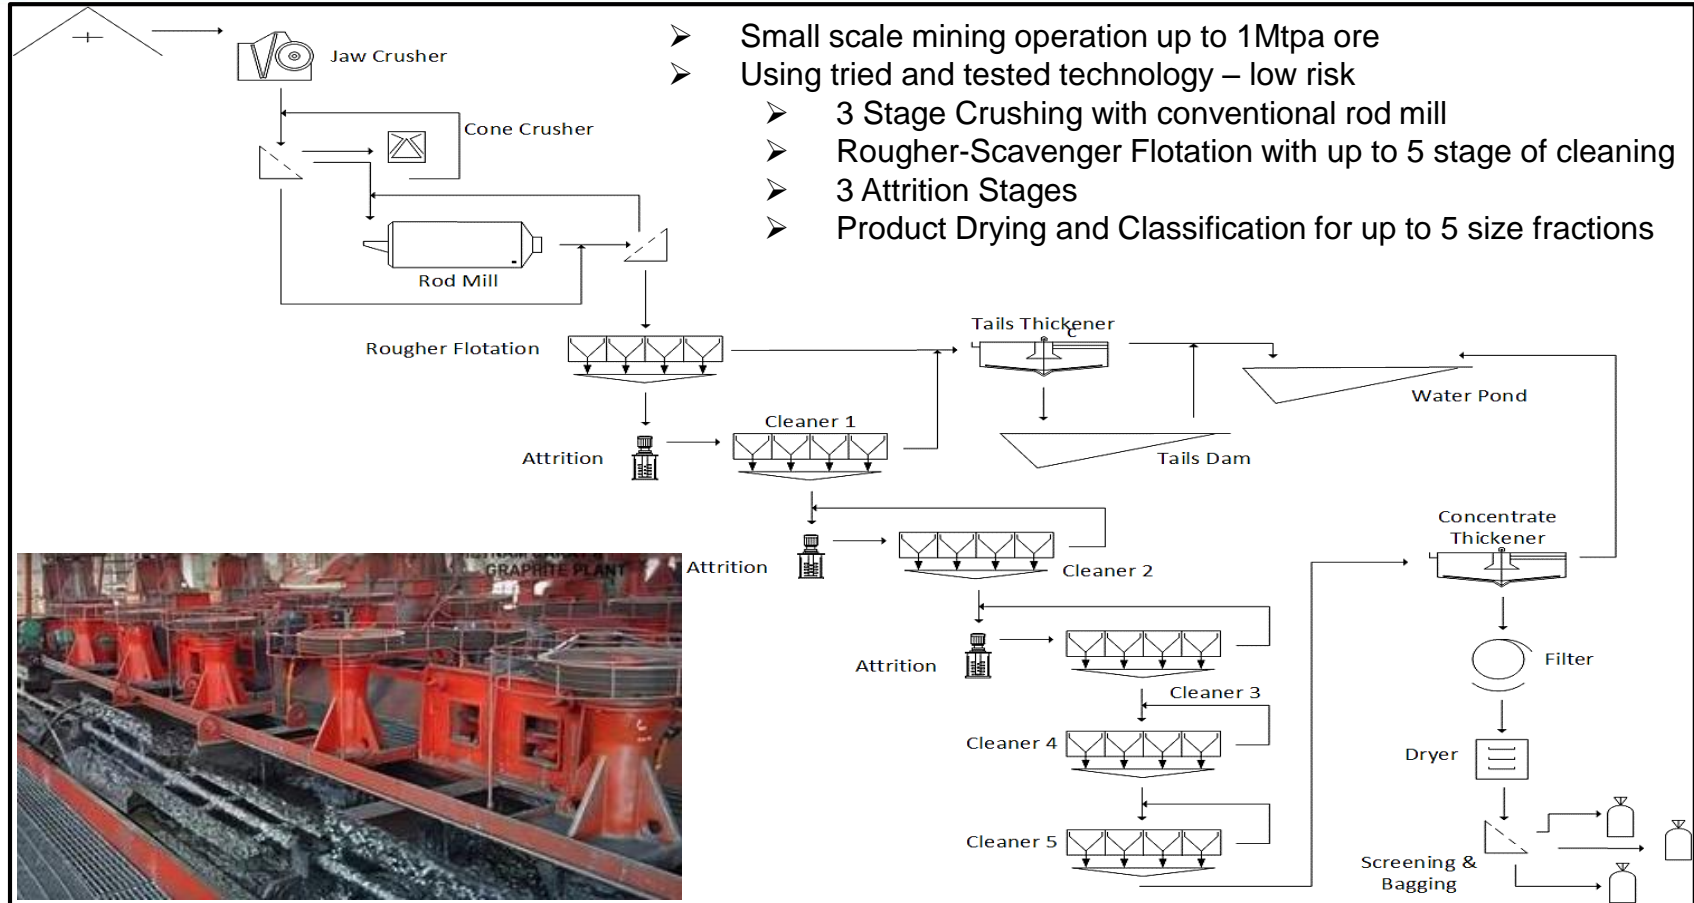 ➢ Small scale mining operation up to 1Mtpa ore
➢ Using tried and tested technology – low risk
➢ 3 Stage Crushing with conventional rod mill
➢ Rougher-Scavenger Flotation with up to 5 stage of cleaning
➢ 3 Attrition Stages
➢ Product Drying and Classification for up to 5 size fractions
Jaw Crusher
Cone Crusher
Rod Mill
Rougher Flotation
Tails Thickener
C
Water Pond
Cleaner 1
Attrition
Tails Dam
Concentrate
Thickener
Attrition
Cleaner 2
GRAPHITE PLANT
Attrition
Filter
Cleaner 3
Cleaner 4
Dryer
Cleaner 5
Screening &
Bagging